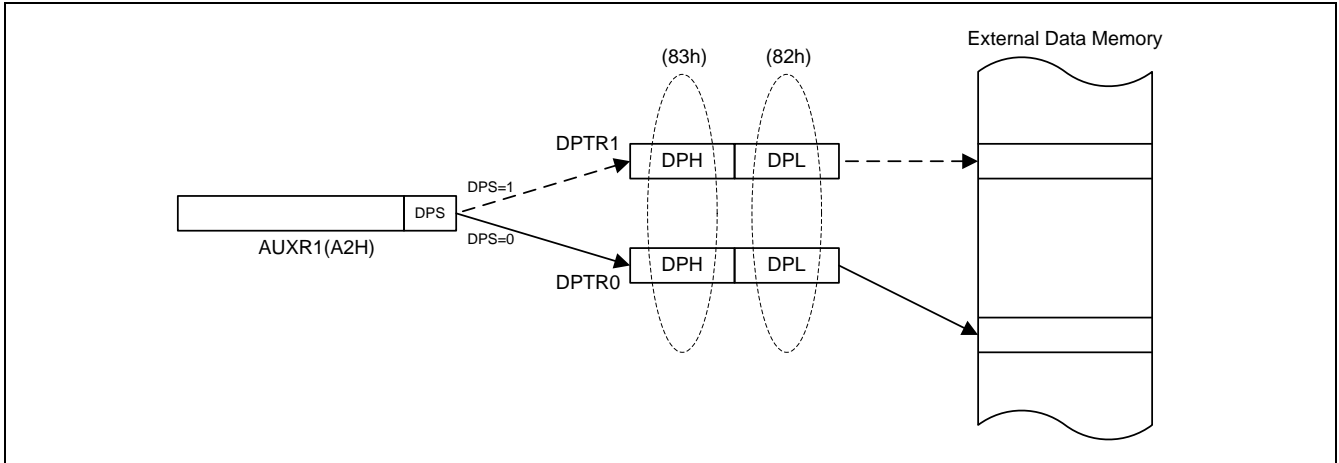 External Data Memory
(83h) (82h)
DPTR1
DPH DPL
DPS=1
DPS
DPS=0
AUXR1(A2H)
DPH DPL
DPTR0